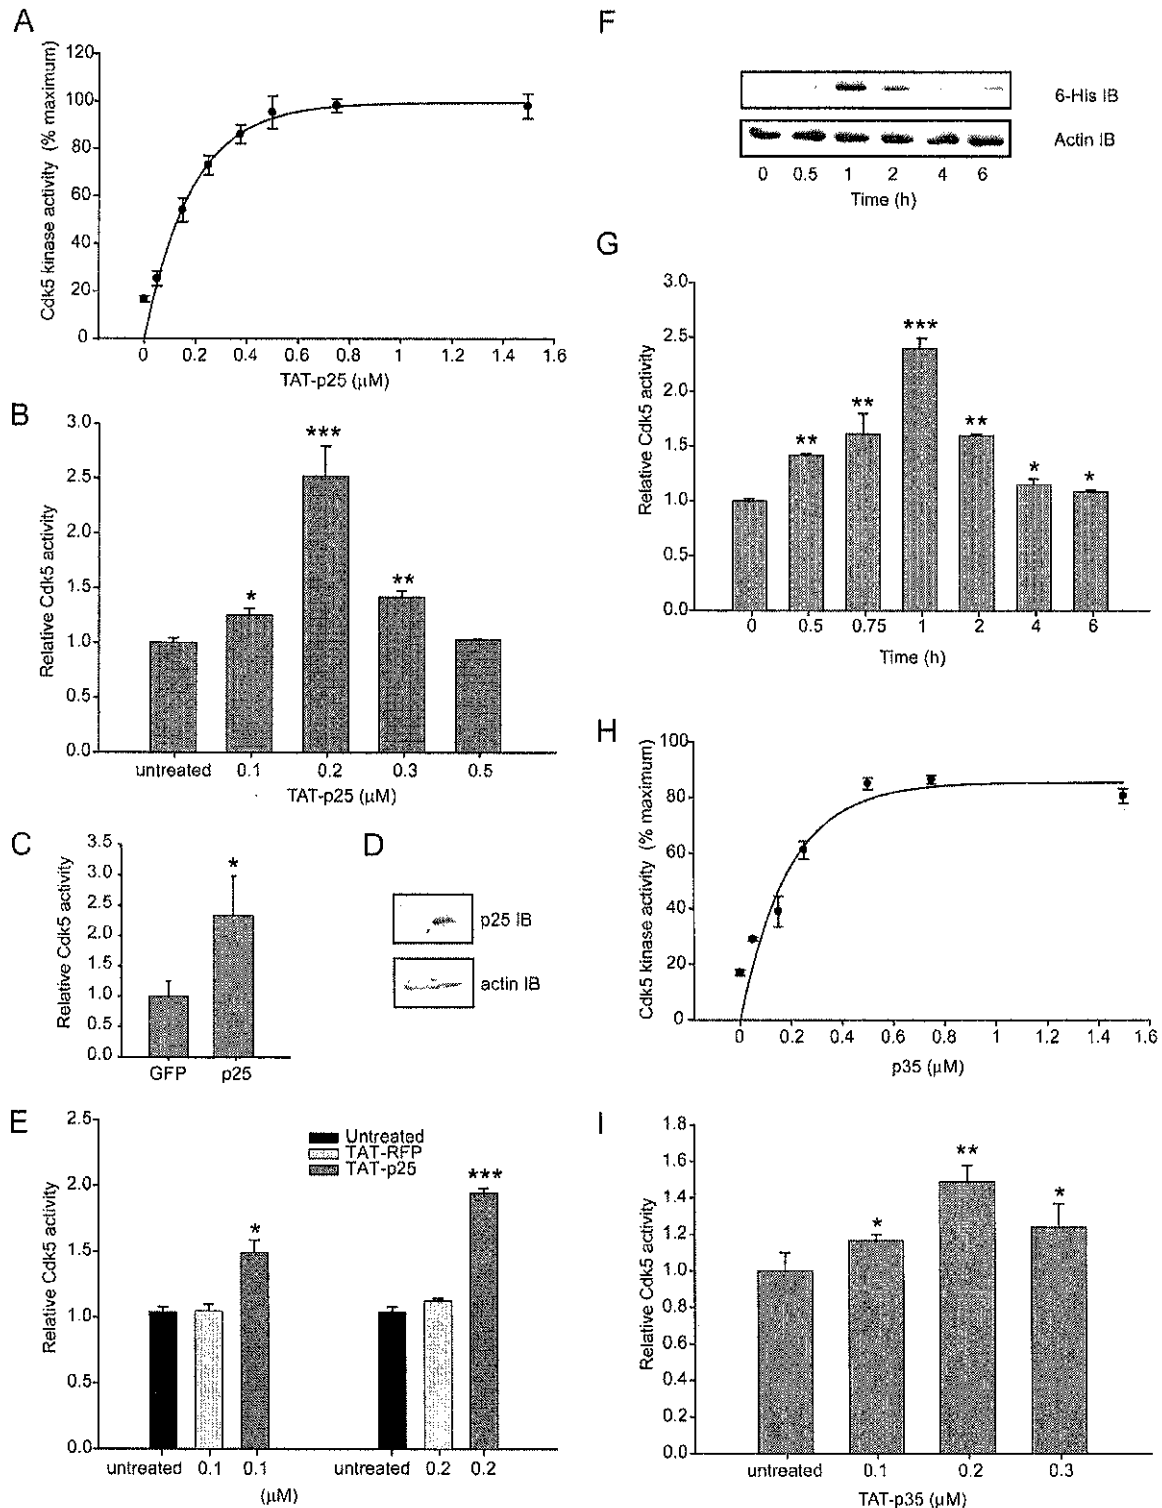 A
120
100
80
60
40
20
0
Cdk5 kinase activity (% maximum)
0 0.2 0.4 0.6 0.8 1 1.2 1.4 1.6
TAT-p25 (µM)
B
3.0
2.5
2.0
1.5
1.0
0.5
0.0
Relative Cdk5 activity
*
***
**
untreated 0.1 0.2 0.3 0.5
TAT-p25 (µM)
C
3.5
3.0
2.5
2.0
1.5
1.0
0.5
0.0
Relative Cdk5 activity
*
GFP p25
D
p25 IB
actin IB
E
2.5
2.0
1.5
1.0
0.5
0.0
Relative Cdk5 activity
Untreated
TAT-RFP
TAT-p25
*
***
untreated 0.1 0.1 untreated 0.2 0.2
(µM)
F
6-His IB
Actin IB
0 0.5 1 2 4 6
Time (h)
G
3.0
2.5
2.0
1.5
1.0
0.5
0.0
Relative Cdk5 activity
**
**
***
**
*
*
0 0.5 0.75 1 2 4 6
Time (h)
H
100
80
60
40
20
0
Cdk5 kinase activity (% maximum)
0 0.2 0.4 0.6 0.8 1 1.2 1.4 1.6
p35 (µM)
I
1.8
1.6
1.4
1.2
1.0
0.8
0.6
0.4
0.2
0.0
Relative Cdk5 activity
*
**
*
untreated 0.1 0.2 0.3
TAT-p35 (µM)